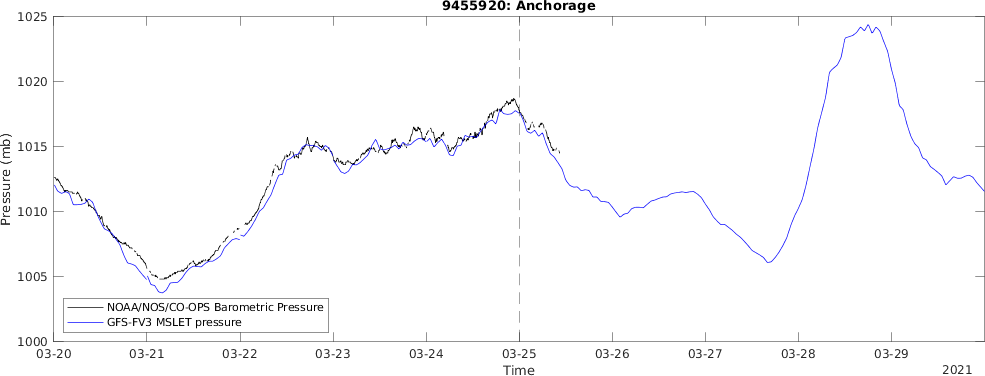 9455920: Anchorage
Pressure (mb)
1025
1020
1015
1010
1005
1000
NOAA/NOS/CO-OPS Barometric Pressure
GFS-FV3 MSLET pressure
03-20 03-21 03-22 03-23 03-24 03-25 03-26 03-27 03-28 03-29
Time
2021